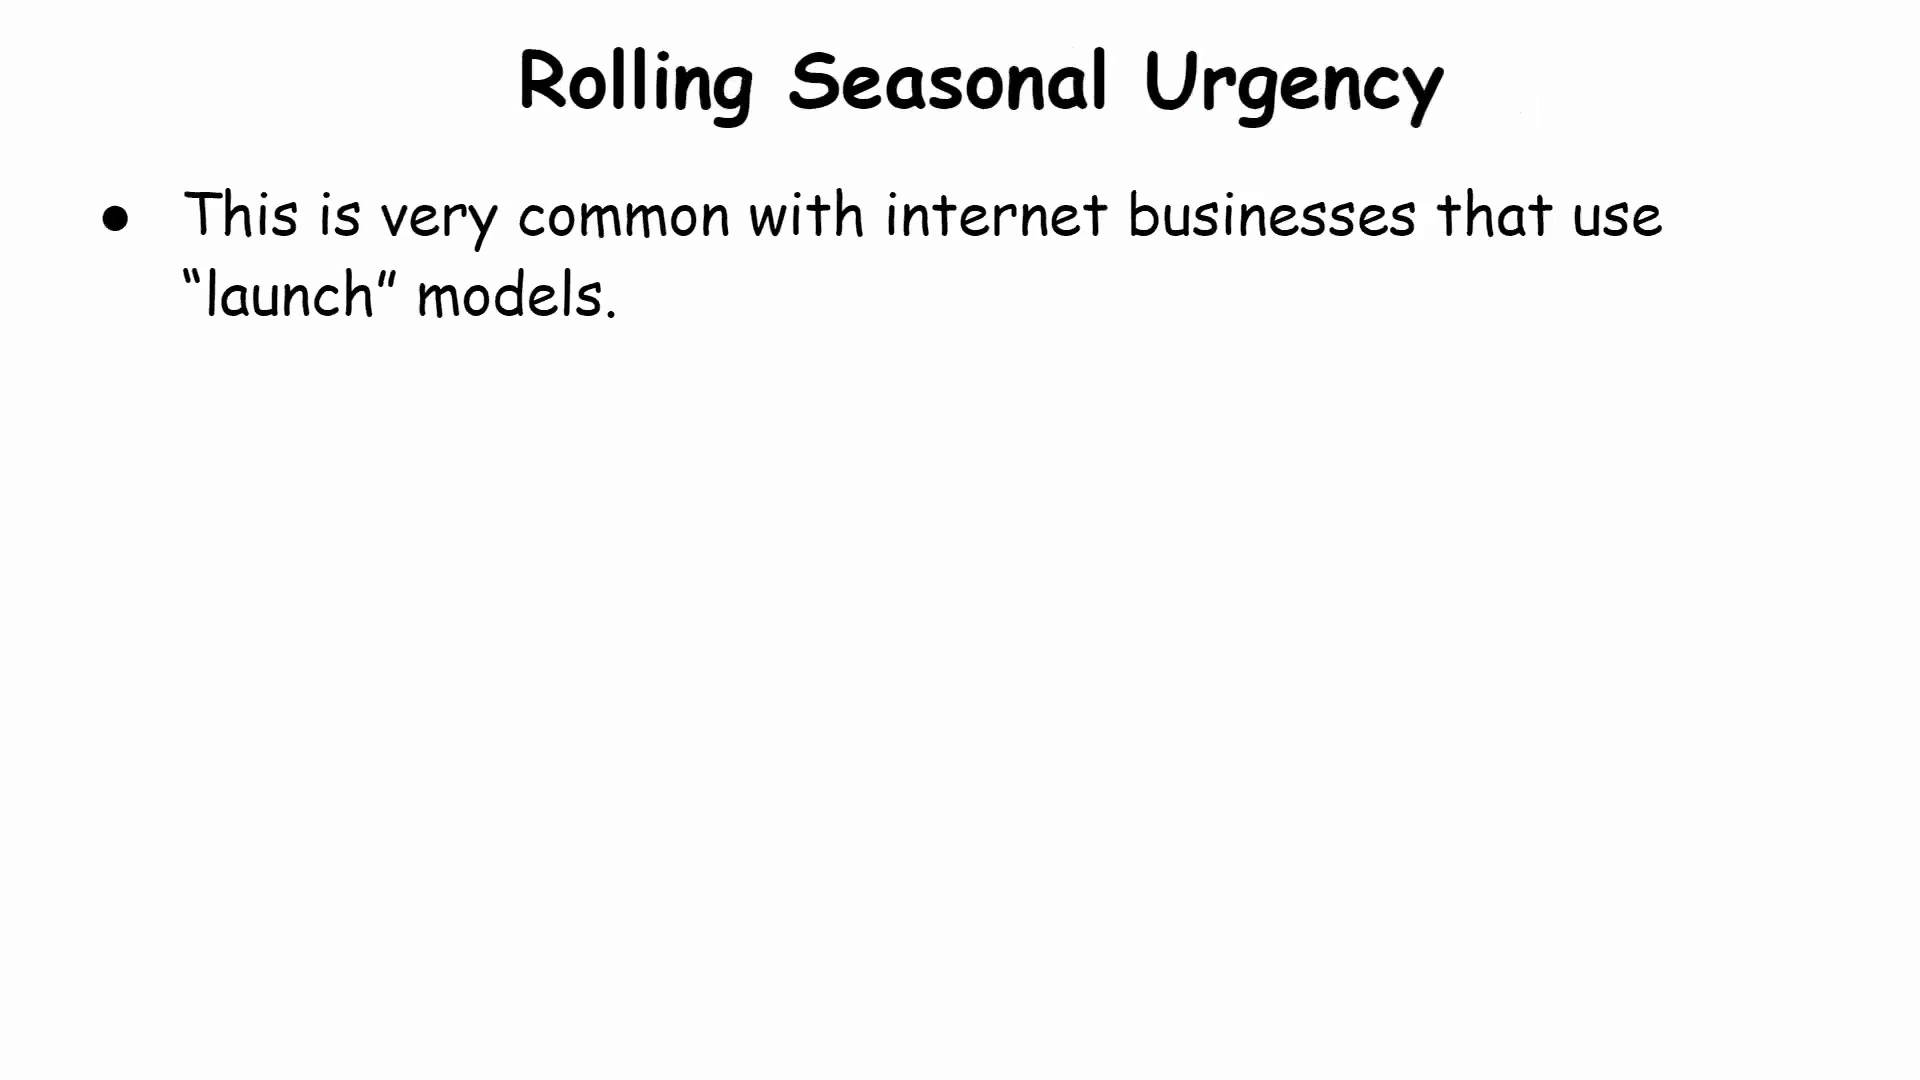 Rolling Seasonal Urgency
● This is very common with internet businesses that use
“launch” models.